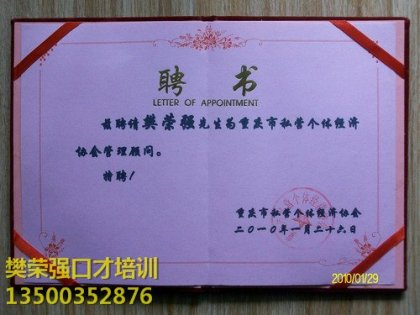 聘 书
LETTER OF APPOINTMENT
兹聘请樊荣强先生为重庆市私营个体经济
协会管理顾问。
特聘！
重庆市私营个体经济协会
二〇一〇年一月二十六日
2010/01/29
樊荣强口才培训
13500352876